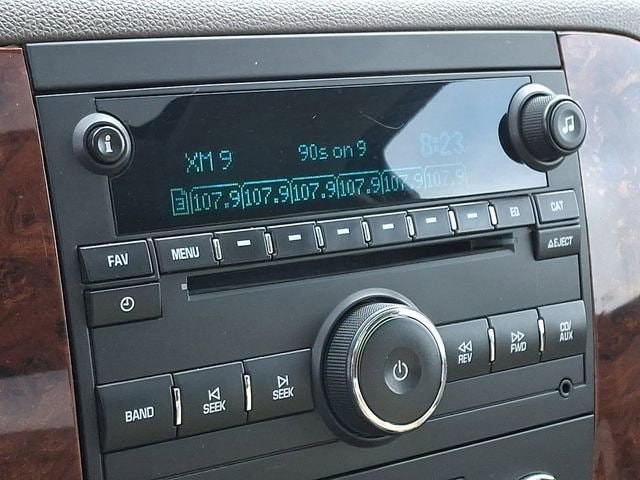 XM 9 90s on 9 8:23
3 107.9 107.9 107.9 107.9 107.9 107.9
i
FAV MENU EQ CAT
EJECT
BAND SEEK SEEK REV FWD CD/
AUX